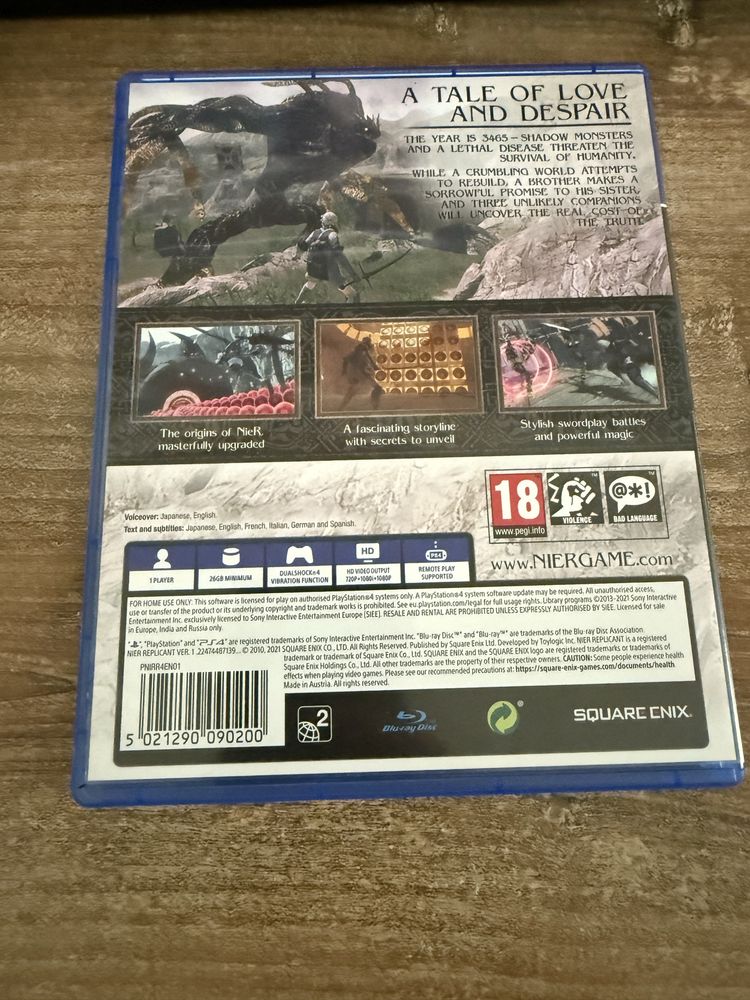 A TALE OF LOVE
AND DESPAIR
THE YEAR IS 3465 – SHADOW MONSTERS
AND A LETHAL DISEASE THREATEN THE
SURVIVAL OF HUMANITY.
WHILE A CRUMBLING WORLD ATTEMPTS
TO REBUILD, A BROTHER MAKES A
SORROWFUL PROMISE TO HIS SISTER,
AND THREE UNLIKELY COMPANIONS
WILL UNCOVER THE REAL COST OF
THE TRUTH.
The origins of NieR,
masterfully upgraded
A fascinating storyline
with secrets to unveil
Stylish swordplay battles
and powerful magic
Voiceover: Japanese, English.
Text and subtitles: Japanese, English, French, Italian, German and Spanish.
18
www.pegi.info
VIOLENCE
@*!
BAD LANGUAGE
www.NIERGAME.com
1 PLAYER
26GB MINIMUM
DUALSHOCK®4
VIBRATION FUNCTION
HD
HD VIDEO OUTPUT
720P•1080i•1080P
PS4
REMOTE PLAY
SUPPORTED
FOR HOME USE ONLY: This software is licensed for play on authorised PlayStation®4 systems only. A PlayStation®4 system software update may be required. All unauthorised access,
use or transfer of the product or its underlying copyright and trademark works is prohibited. See eu.playstation.com/legal for full usage rights. Library programs ©2013-2021 Sony Interactive
Entertainment Inc. exclusively licensed to Sony Interactive Entertainment Europe (SIEE). RESALE AND RENTAL ARE PROHIBITED UNLESS EXPRESSLY AUTHORISED BY SIEE. Licensed for sale
in Europe, India and Russia only.
"PlayStation" and "PS4" are registered trademarks of Sony Interactive Entertainment Inc. "Blu-ray Disc™" and "Blu-ray™" are trademarks of the Blu-ray Disc Association.
NIER REPLICANT VER. 1.22474487139... © 2010, 2021 SQUARE ENIX CO., LTD. All Rights Reserved. Published by Square Enix Ltd. Developed by Toylogic Inc. NIER REPLICANT is a registered
trademark or trademark of Square Enix Co., Ltd. SQUARE ENIX and the SQUARE ENIX logo are registered trademarks or trademarks of
Square Enix Holdings Co., Ltd. All other trademarks are the property of their respective owners. CAUTION: Some people experience health
effects when playing video games. Please see our recommended precautions at: https://square-enix-games.com/documents/health
Made in Austria. All rights reserved.
PNIRR4EN01
5 021290 090200
2
Blu-ray Disc
SQUARE ENIX.